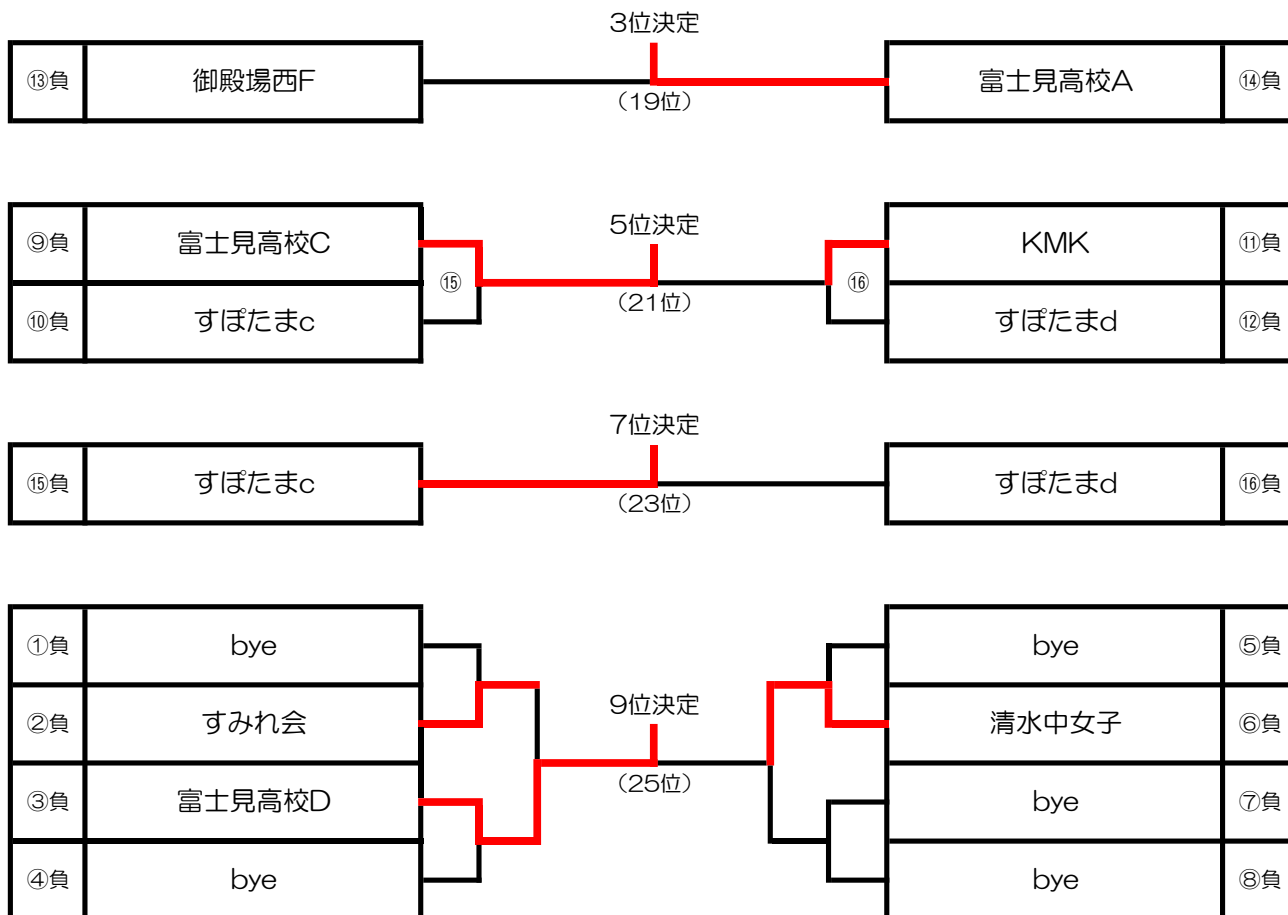 3位決定
⑬負 御殿場西F 富士見高校A ⑭負
（19位）
⑨負 富士見高校C 5位決定 KMK ⑪負
⑮ ⑯
⑩負 すぽたまc （21位） すぽたまd ⑫負
7位決定
⑮負 すぽたまc すぽたまd ⑯負
（23位）
①負 bye bye ⑤負
②負 すみれ会 9位決定 清水中女子 ⑥負
③負 富士見高校D （25位） bye ⑦負
④負 bye bye ⑧負